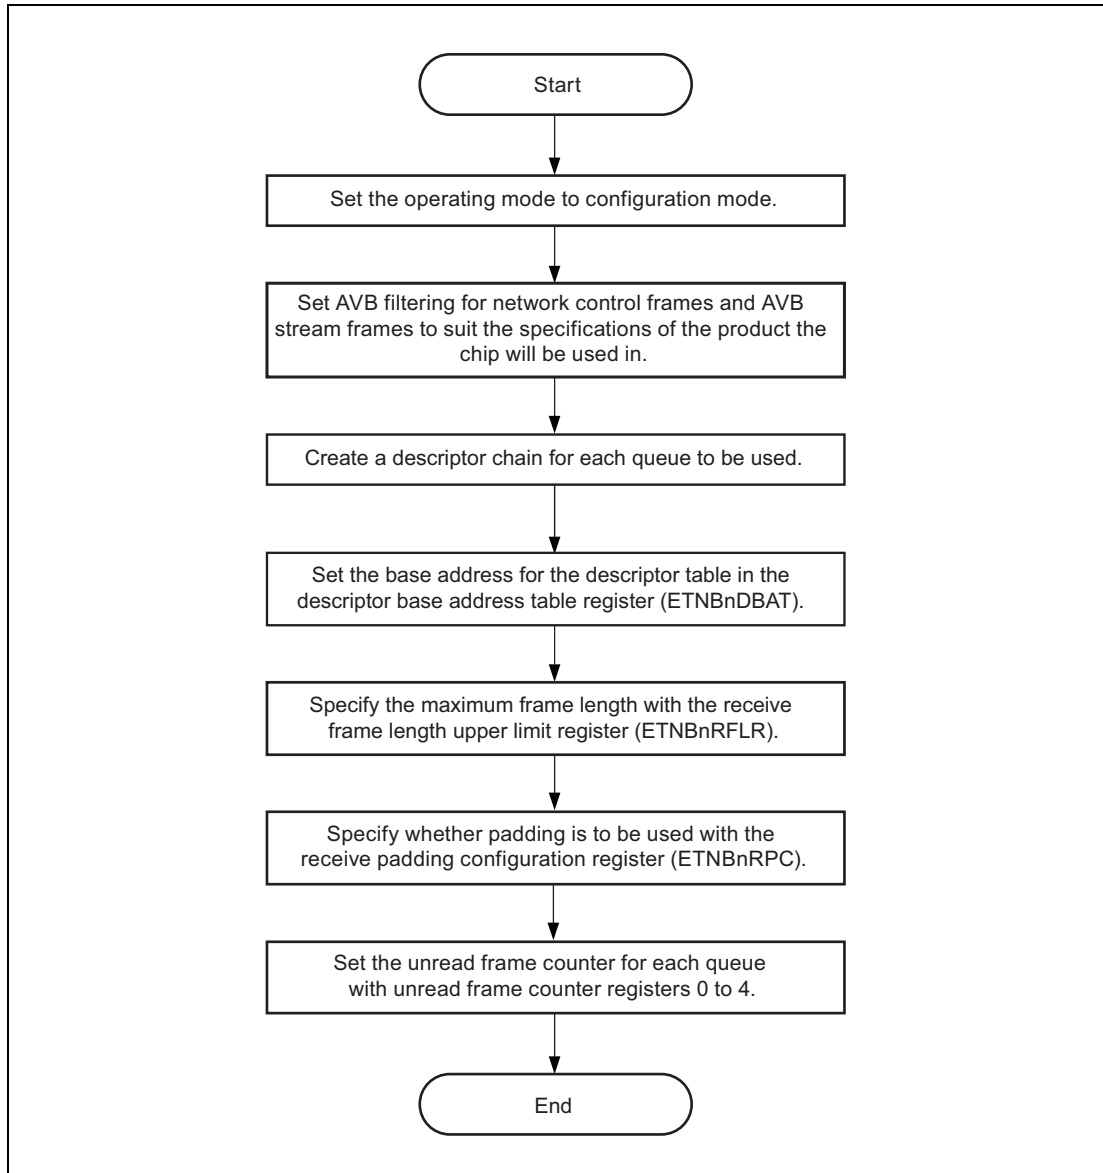 Start
Set the operating mode to configuration mode.
Set AVB filtering for network control frames and AVB
stream frames to suit the specifications of the product the
chip will be used in.
Create a descriptor chain for each queue to be used.
Set the base address for the descriptor table in the
descriptor base address table register (ETNBnDBAT).
Specify the maximum frame length with the receive
frame length upper limit register (ETNBnRFLR).
Specify whether padding is to be used with the
receive padding configuration register (ETNBnRPC).
Set the unread frame counter for each queue
with unread frame counter registers 0 to 4.
End